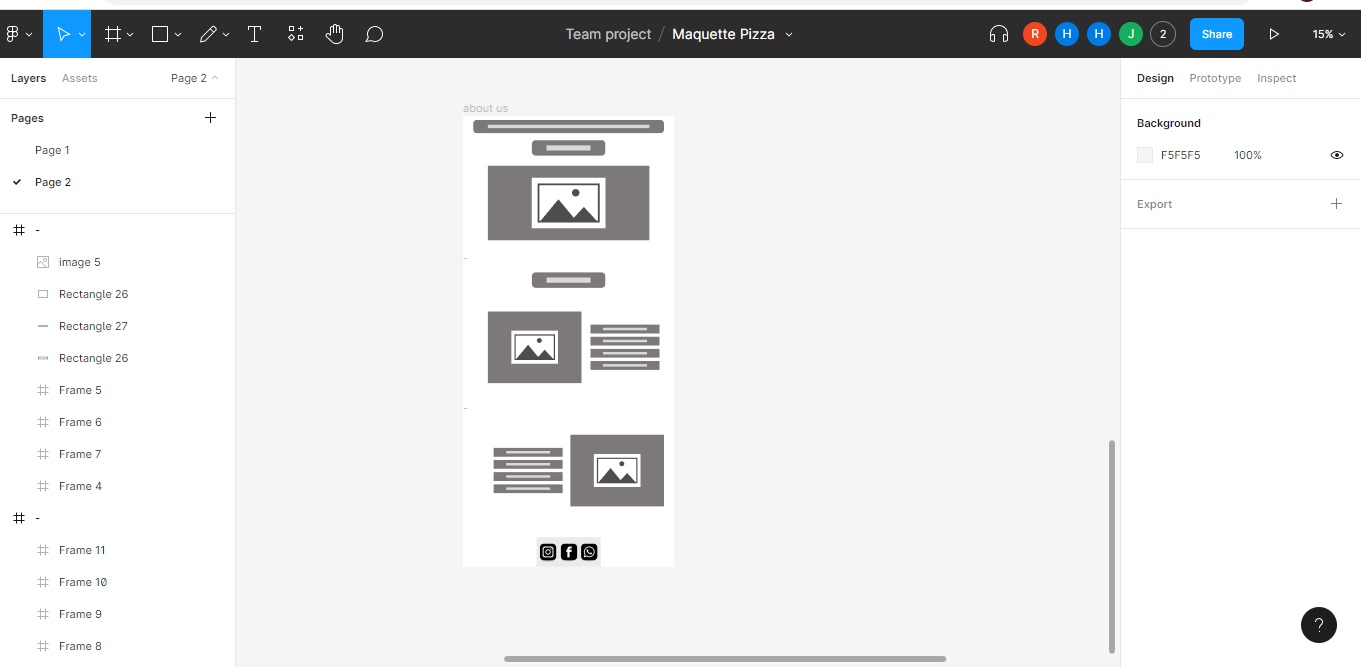 Team project / Maquette Pizza
R
H
H
J
2
Share
15%
Layers
Assets
Page 2
Pages
Page 1
Page 2
-
image 5
Rectangle 26
Rectangle 27
Rectangle 26
Frame 5
Frame 6
Frame 7
Frame 4
-
Frame 11
Frame 10
Frame 9
Frame 8
about us
Design
Prototype
Inspect
Background
F5F5F5
100%
Export
?